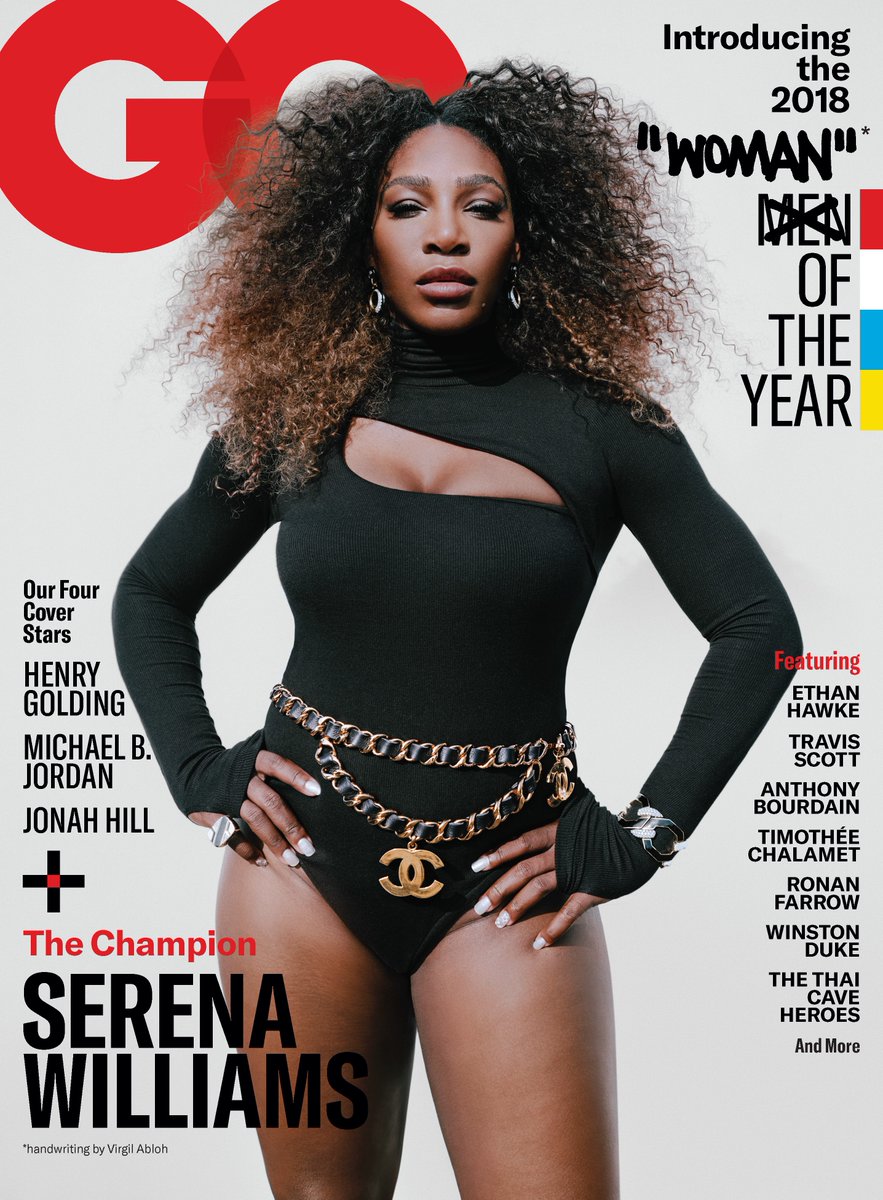 GQ
Introducing
the
2018
"WOMAN"*
MEN
OF
THE
YEAR
Our Four
Cover
Stars
HENRY
GOLDING
MICHAEL B.
JORDAN
JONAH HILL
+
The Champion
SERENA
WILLIAMS
*handwriting by Virgil Abloh
Featuring
ETHAN
HAWKE
TRAVIS
SCOTT
ANTHONY
BOURDAIN
TIMOTHÉE
CHALAMET
RONAN
FARROW
WINSTON
DUKE
THE THAI
CAVE
HEROES
And More